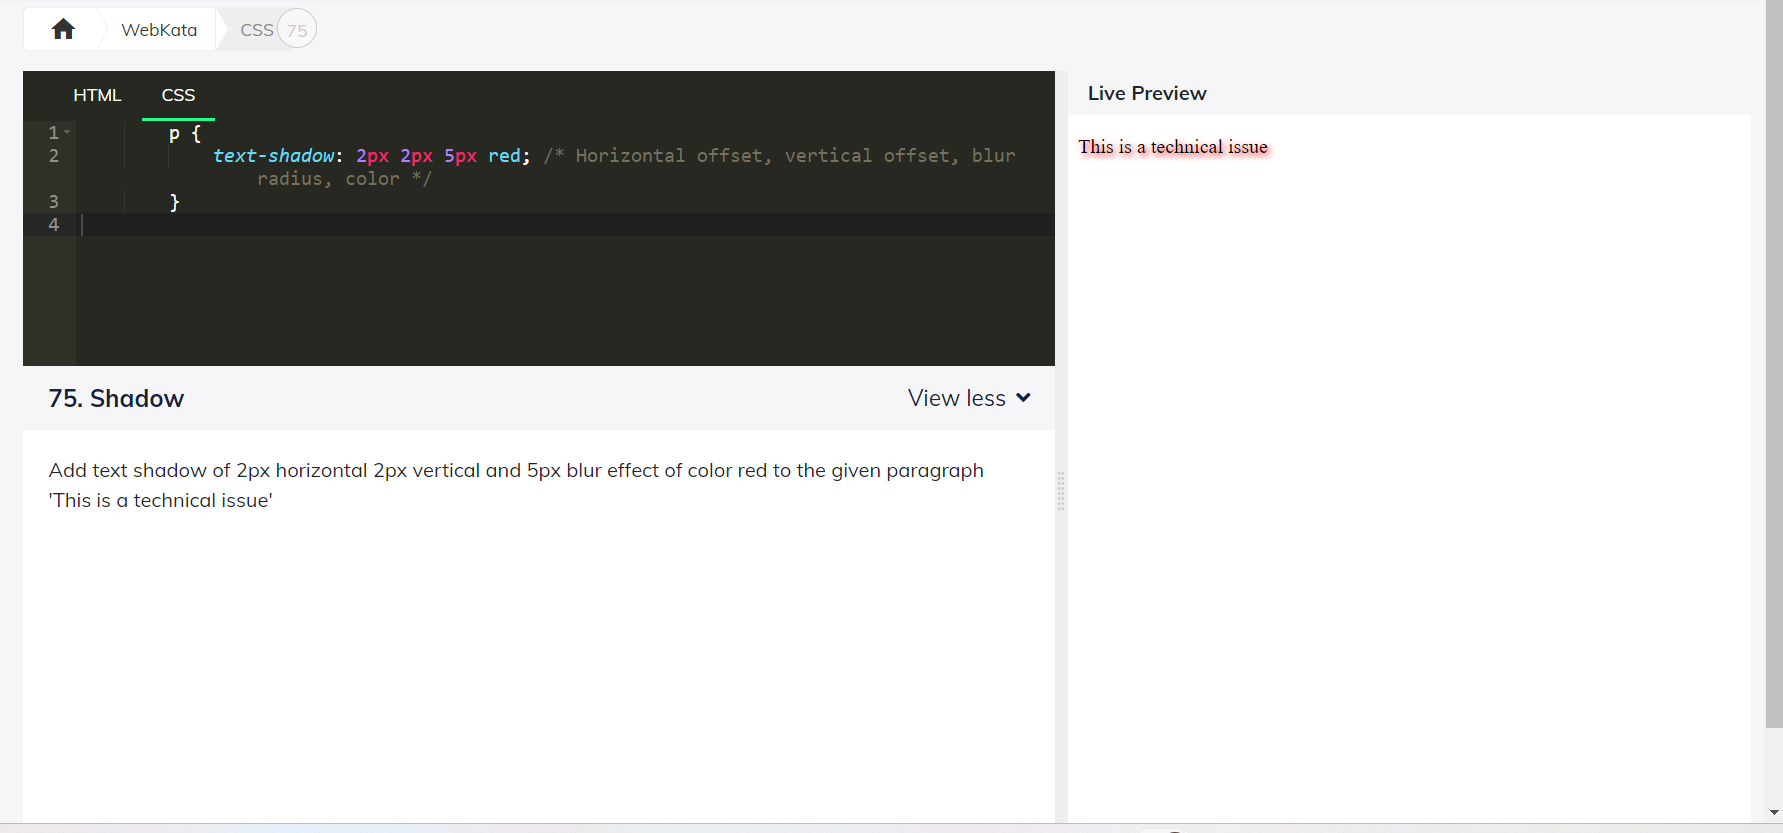 WebKata
CSS 75
HTML CSS
1 p {
2 text-shadow: 2px 2px 5px red; /* Horizontal offset, vertical offset, blur
radius, color */
3 }
4
75. Shadow
View less
Add text shadow of 2px horizontal 2px vertical and 5px blur effect of color red to the given paragraph
'This is a technical issue'
Live Preview
This is a technical issue